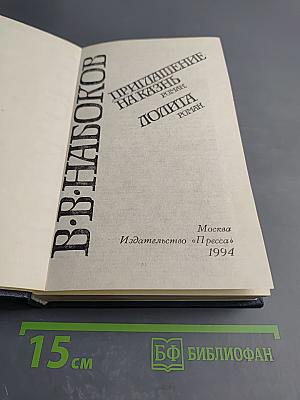 В·В·НАБОКОВ
ПРИГЛАШЕНИЕ
НА КАЗНЬ
РОМАН
ЛОЛИТА
РОМАН
Москва
Издательство «Пресса»
1994
15 см
БФ БИБЛИОФАН